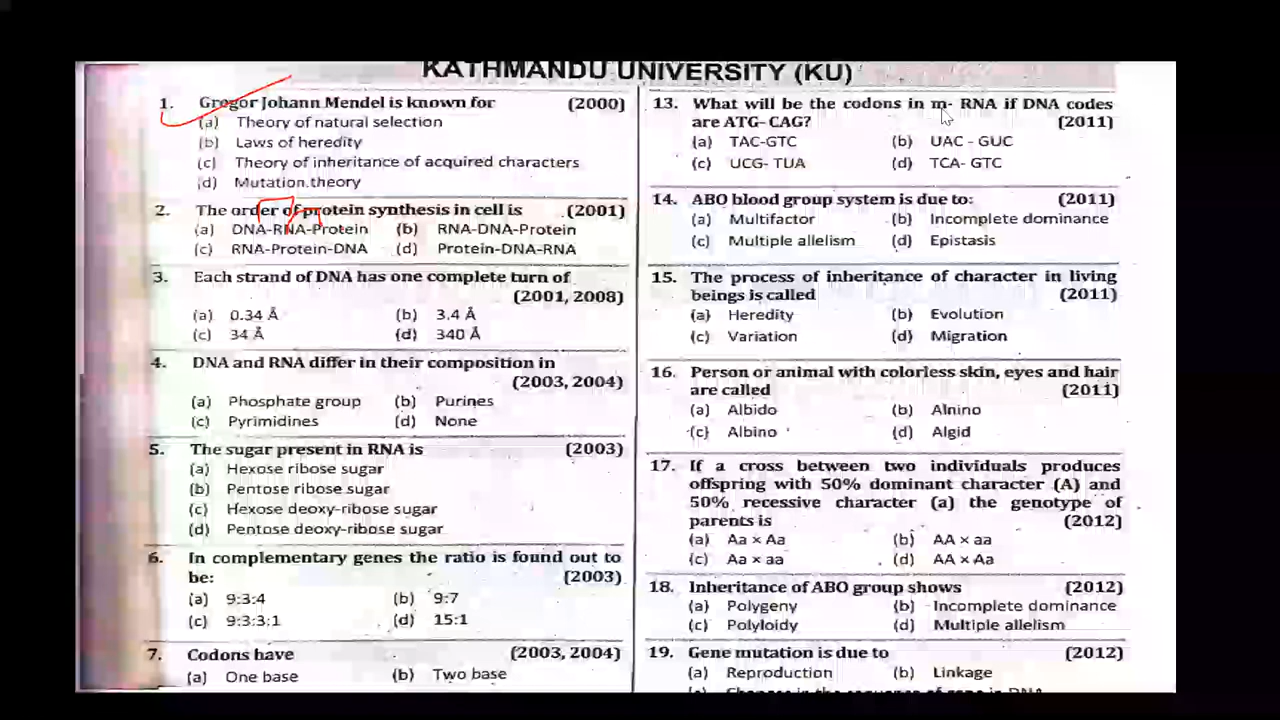 KATHMANDU UNIVERSITY (KU)
1. Gregor Johann Mendel is known for (2000)
(a) Theory of natural selection
(b) Laws of heredity
(c) Theory of inheritance of acquired characters
(d) Mutation theory
2. The order of protein synthesis in cell is (2001)
(a) DNA-RNA-Protein (b) RNA-DNA-Protein
(c) RNA-Protein-DNA (d) Protein-DNA-RNA
3. Each strand of DNA has one complete turn of
(2001, 2008)
(a) 0.34 Å (b) 3.4 Å
(c) 34 Å (d) 340 Å
4. DNA and RNA differ in their composition in
(2003, 2004)
(a) Phosphate group (b) Purines
(c) Pyrimidines (d) None
5. The sugar present in RNA is (2003)
(a) Hexose ribose sugar
(b) Pentose ribose sugar
(c) Hexose deoxy-ribose sugar
(d) Pentose deoxy-ribose sugar
6. In complementary genes the ratio is found out to
be: (2003)
(a) 9:3:4 (b) 9:7
(c) 9:3:3:1 (d) 15:1
7. Codons have (2003, 2004)
(a) One base (b) Two base
13. What will be the codons in m- RNA if DNA codes
are ATG- CAG? (2011)
(a) TAC-GTC (b) UAC - GUC
(c) UCG- TUA (d) TCA- GTC
14. ABO blood group system is due to: (2011)
(a) Multifactor (b) Incomplete dominance
(c) Multiple allelism (d) Epistasis
15. The process of inheritance of character in living
beings is called (2011)
(a) Heredity (b) Evolution
(c) Variation (d) Migration
16. Person or animal with colorless skin, eyes and hair
are called (2011)
(a) Albido (b) Alnino
(c) Albino (d) Algid
17. If a cross between two individuals produces
offspring with 50% dominant character (A) and
50% recessive character (a) the genotype of
parents is (2012)
(a) Aa × Aa (b) AA × aa
(c) Aa × aa (d) AA × Aa
18. Inheritance of ABO group shows (2012)
(a) Polygeny (b) Incomplete dominance
(c) Polyloidy (d) Multiple allelism
19. Gene mutation is due to (2012)
(a) Reproduction (b) Linkage